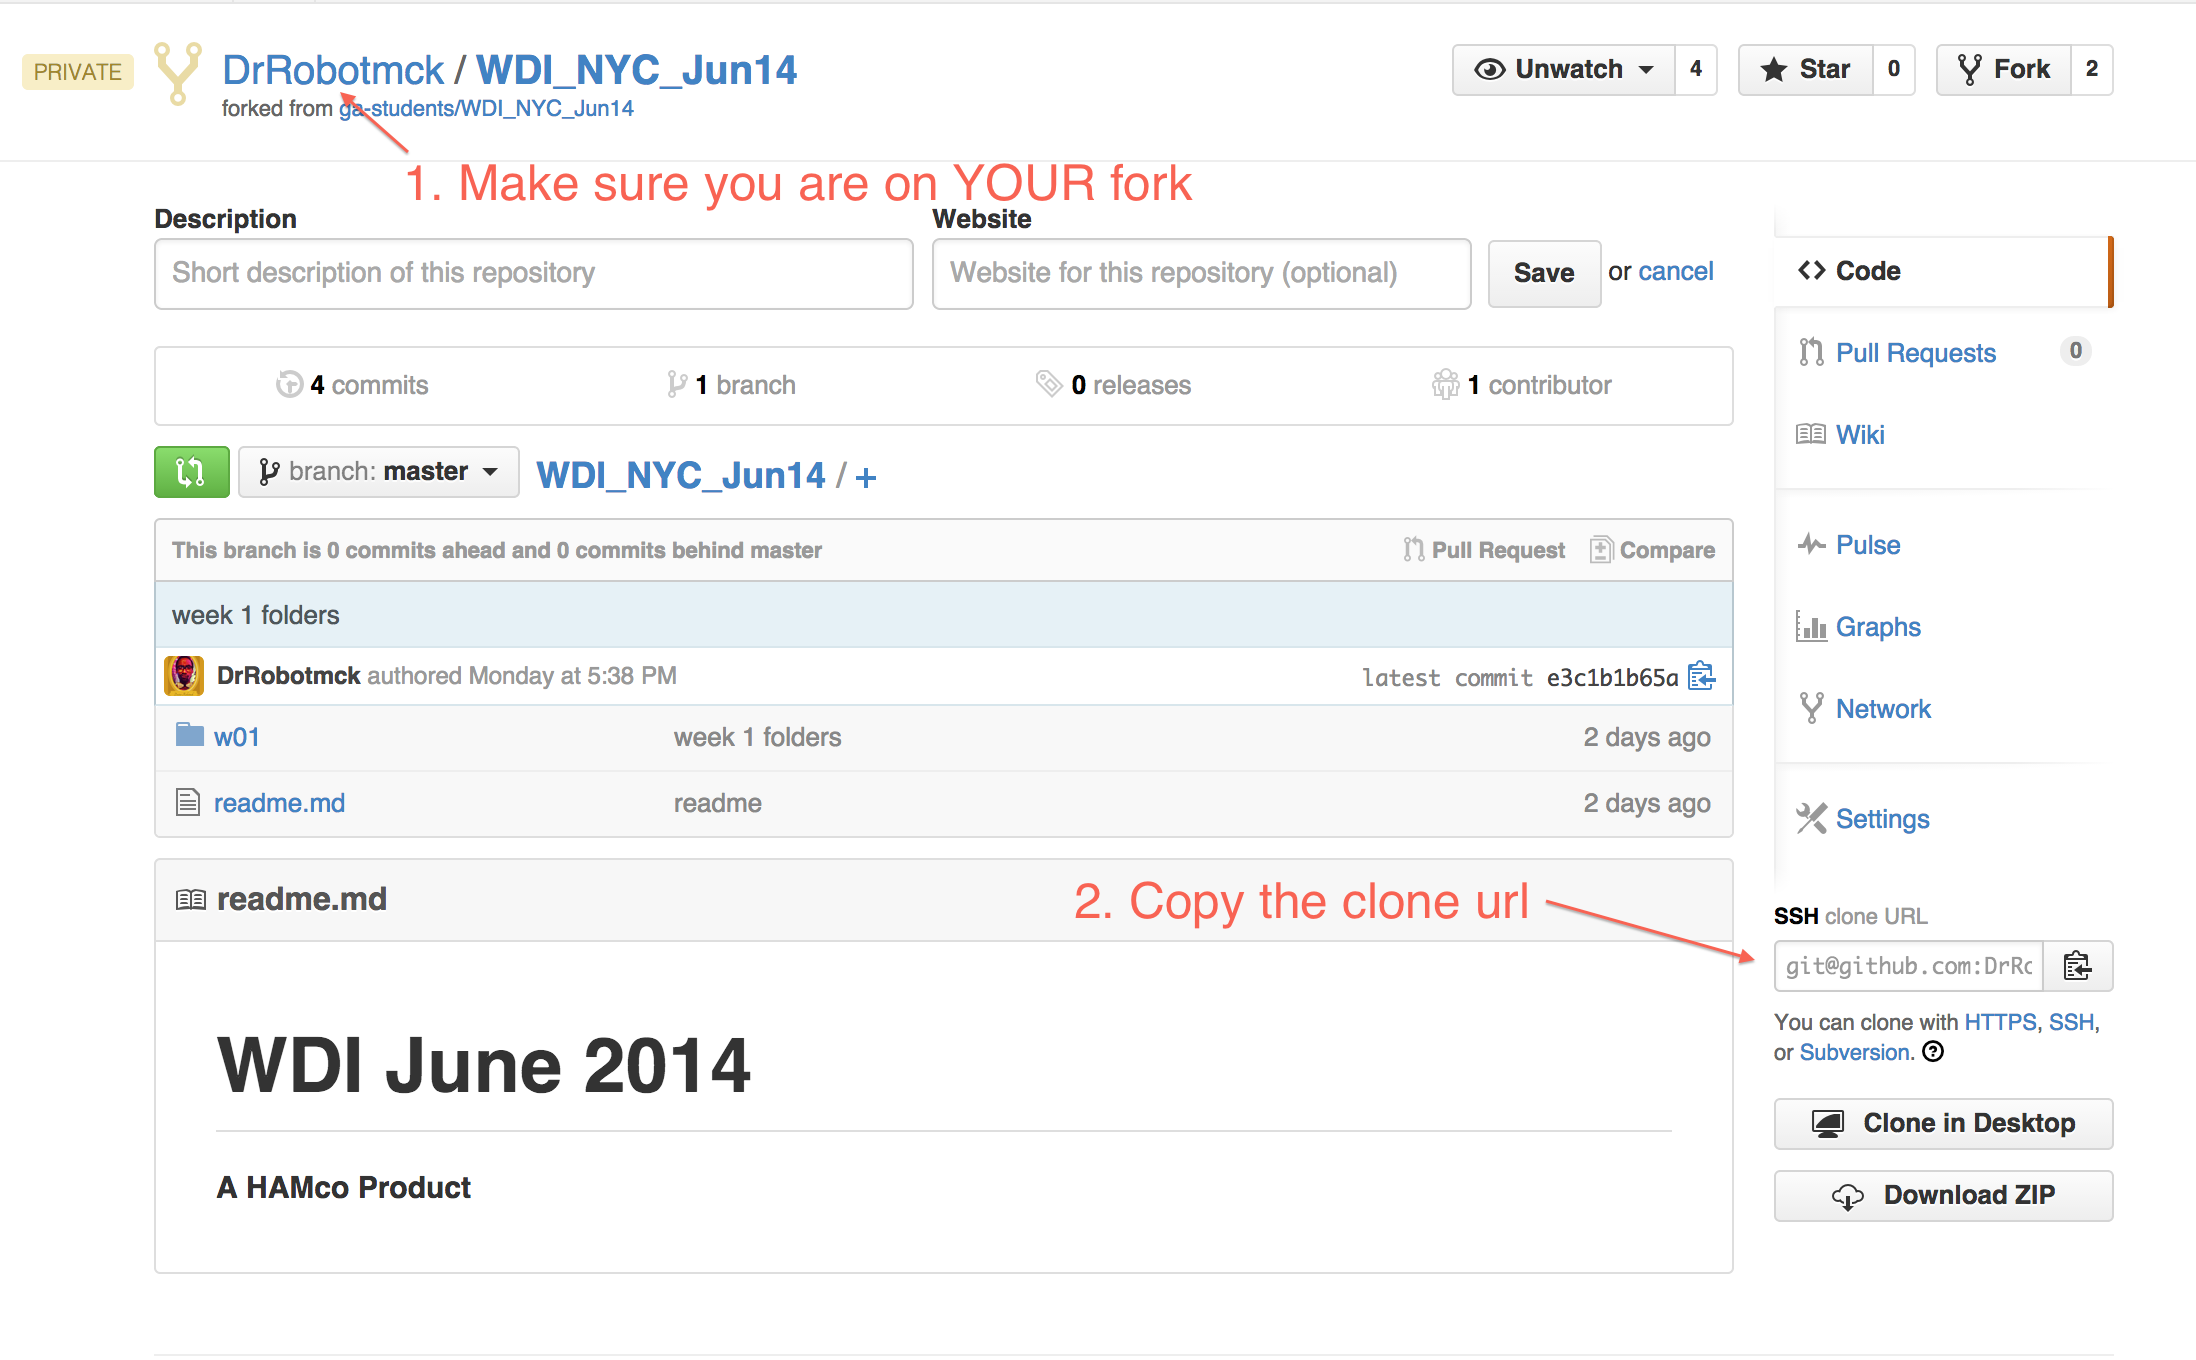 PRIVATE
DrRobotmck / WDI_NYC_Jun14
forked from ga-students/WDI_NYC_Jun14
Unwatch 4
Star 0
Fork 2
1. Make sure you are on YOUR fork
Description
Website
Short description of this repository
Website for this repository (optional)
Save or cancel
4 commits
1 branch
0 releases
1 contributor
branch: master
WDI_NYC_Jun14 / +
This branch is 0 commits ahead and 0 commits behind master
Pull Request
Compare
week 1 folders
DrRobotmck authored Monday at 5:38 PM
latest commit e3c1b1b65a
w01 week 1 folders 2 days ago
readme.md readme 2 days ago
readme.md
WDI June 2014
A HAMco Product
Code
Pull Requests 0
Wiki
Pulse
Graphs
Network
Settings
2. Copy the clone url
SSH clone URL
git@github.com:DrRo
You can clone with HTTPS, SSH,
or Subversion.
Clone in Desktop
Download ZIP